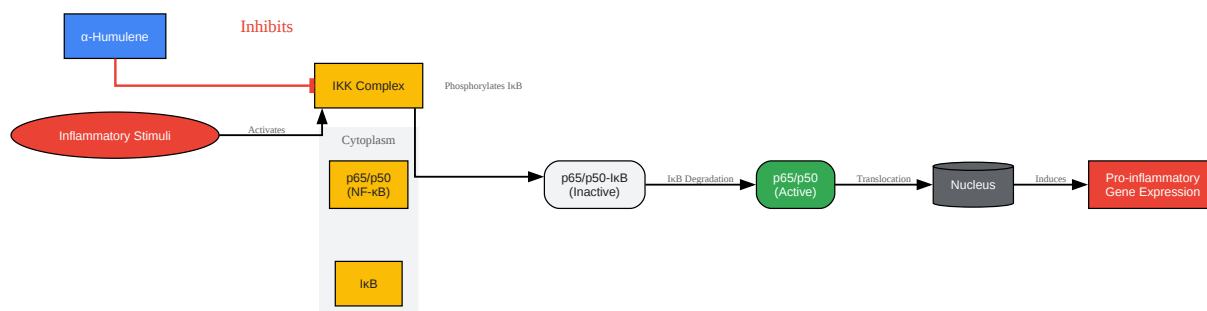 α-Humulene
Inhibits
IKK Complex
Phosphorylates IκB
Inflammatory Stimuli
Activates
Cytoplasm
p65/p50
(NF-κB)
IκB
p65/p50-IκB
(Inactive)
IκB Degradation
p65/p50
(Active)
Translocation
Nucleus
Induces
Pro-inflammatory
Gene Expression